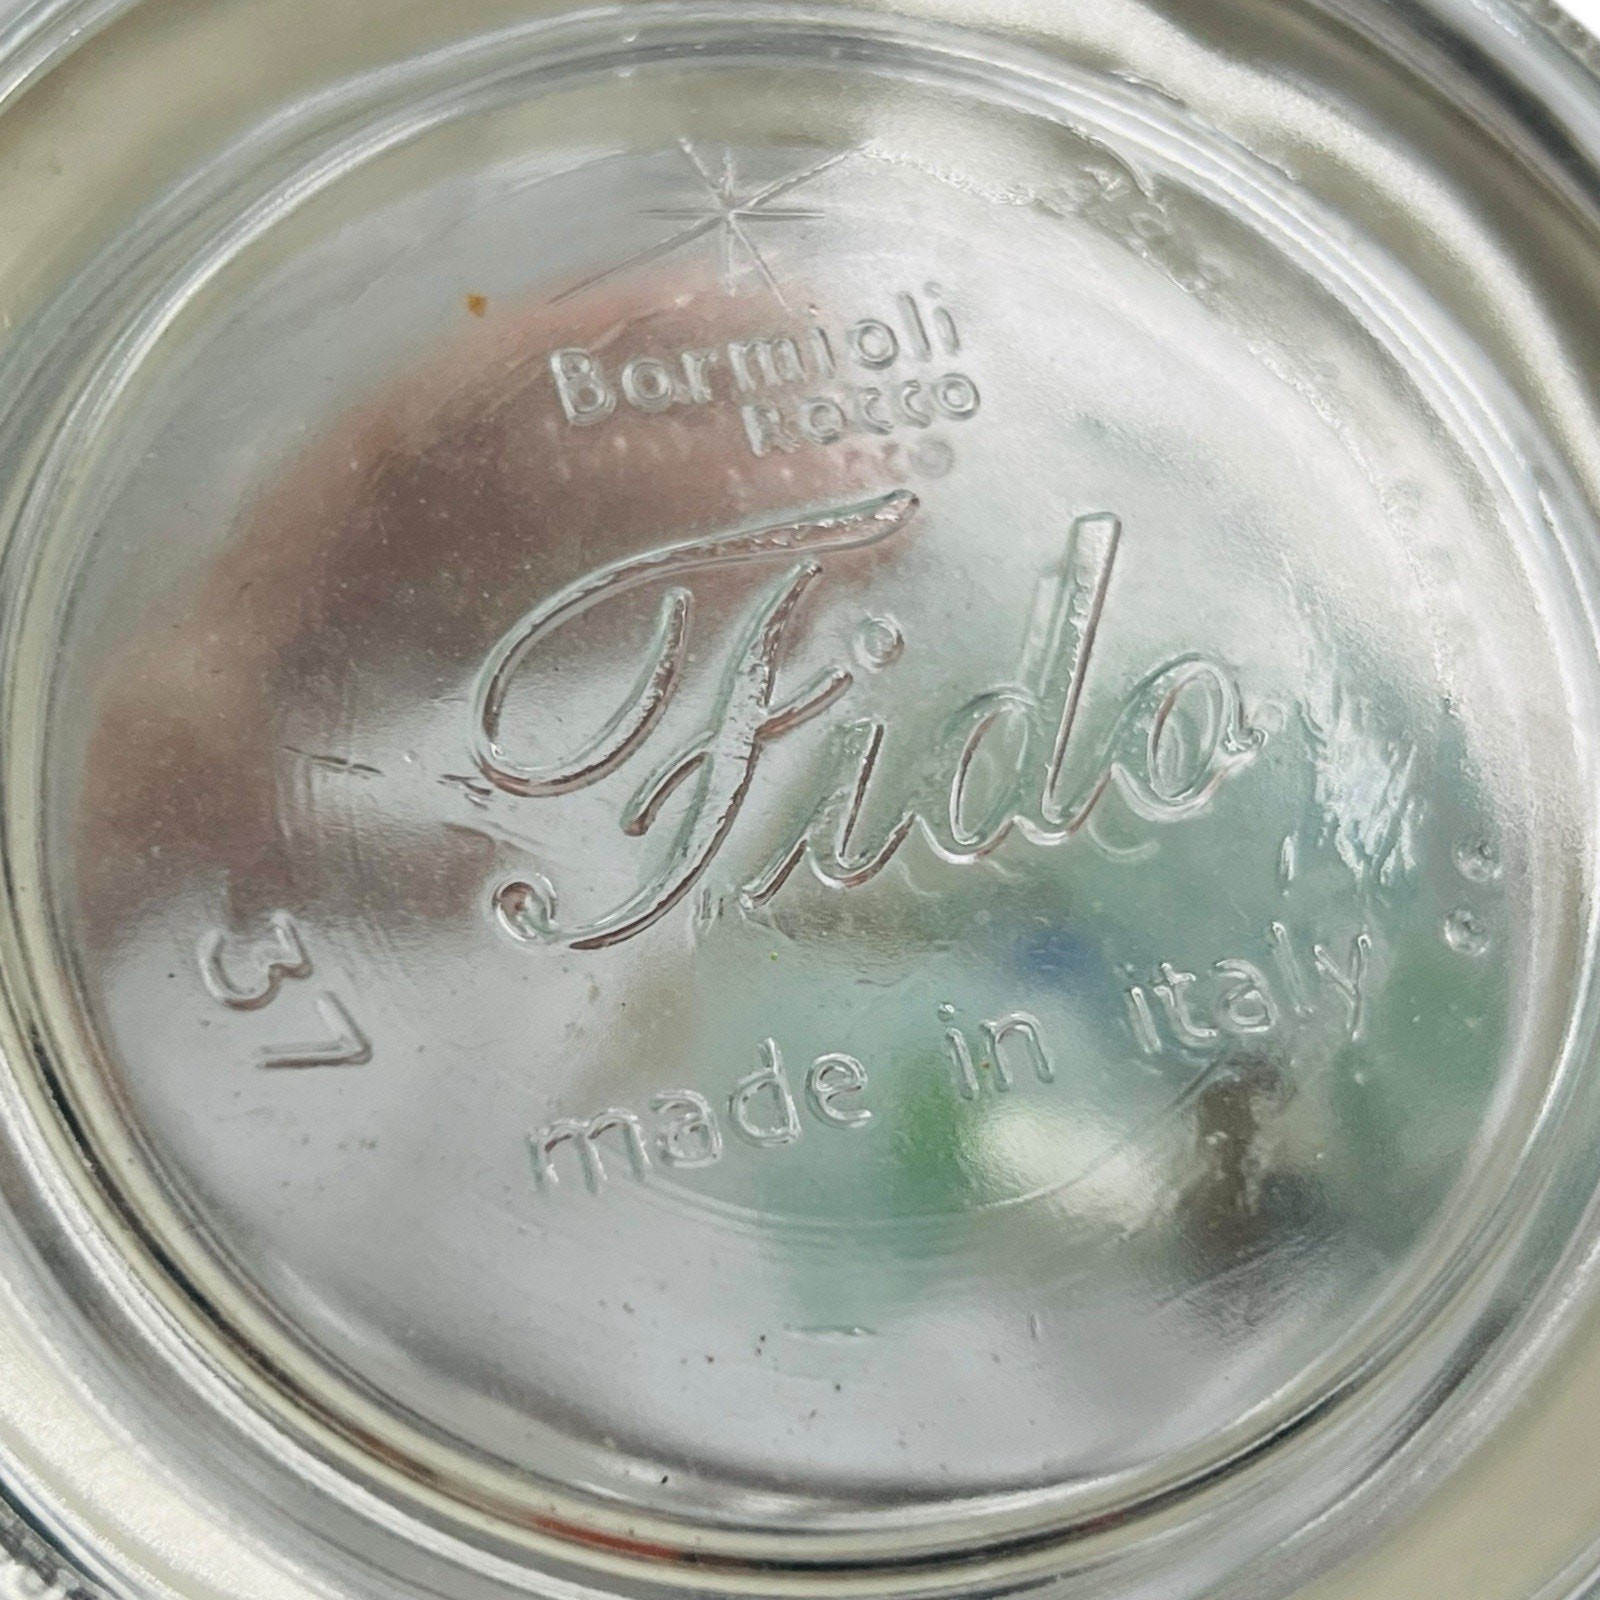 Bormioli
Rocco
Fido
37
made in italy